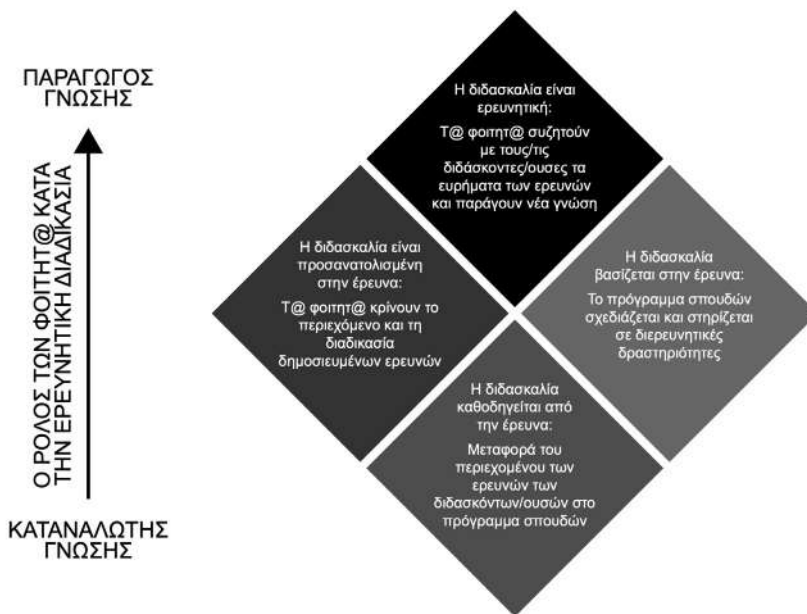 ΠΑΡΑΓΩΓΟΣ
ΓΝΩΣΗΣ
Ο ΡΟΛΟΣ ΤΩΝ ΦΟΙΤΗΤ@ ΚΑΤΑ
ΤΗΝ ΕΡΕΥΝΗΤΙΚΗ ΔΙΑΔΙΚΑΣΙΑ
ΚΑΤΑΝΑΛΩΤΗΣ
ΓΝΩΣΗΣ
Η διδασκαλία είναι
ερευνητική:
Τ@ φοιτητ@ συζητούν
με τους/τις
διδάσκοντες/ουσες τα
ευρήματα των ερευνών
και παράγουν νέα γνώση
Η διδασκαλία είναι
προσανατολισμένη
στην έρευνα:
Τ@ φοιτητ@ κρίνουν το
περιεχόμενο και τη
διαδικασία
δημοσιευμένων ερευνών
Η διδασκαλία
βασίζεται στην έρευνα:
Το πρόγραμμα σπουδών
σχεδιάζεται και στηρίζεται
σε διερευνητικές
δραστηριότητες
Η διδασκαλία
καθοδηγείται από
την έρευνα:
Μεταφορά του
περιεχομένου των
ερευνών των
διδασκόντων/ουσών στο
πρόγραμμα σπουδών